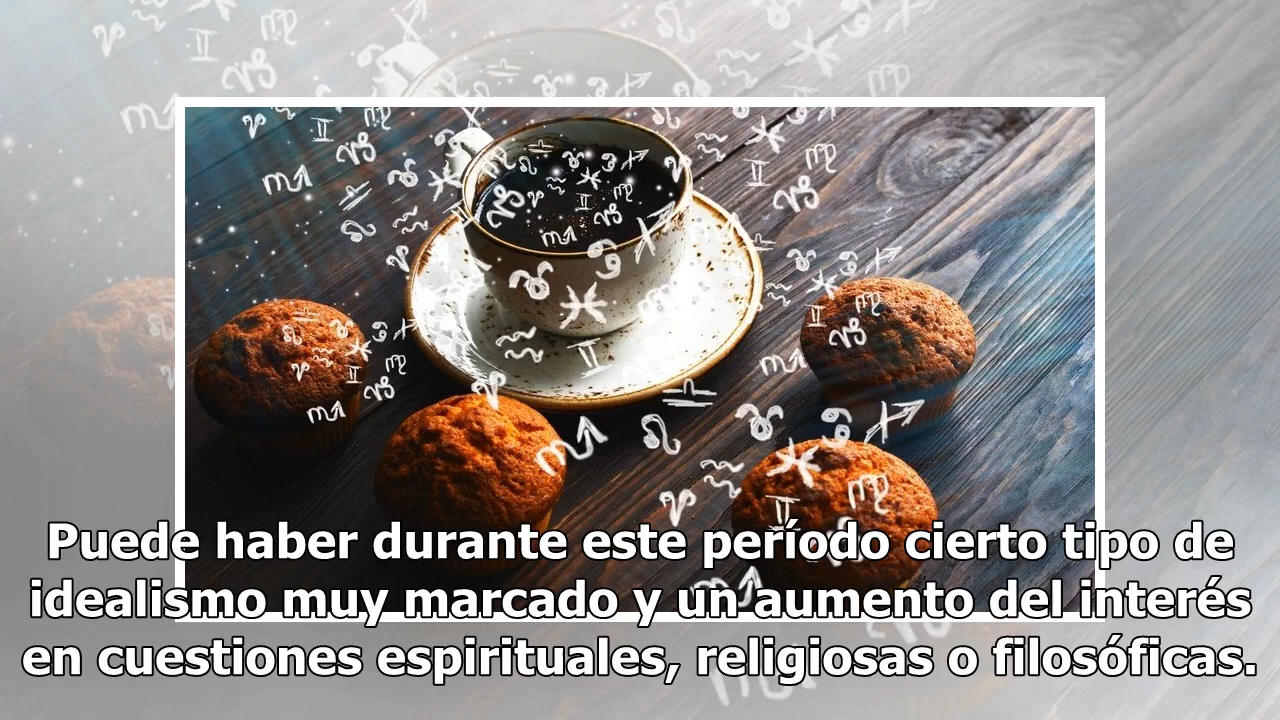 Puede haber durante este período cierto tipo de
idealismo muy marcado y un aumento del interés
en cuestiones espirituales, religiosas o filosóficas.